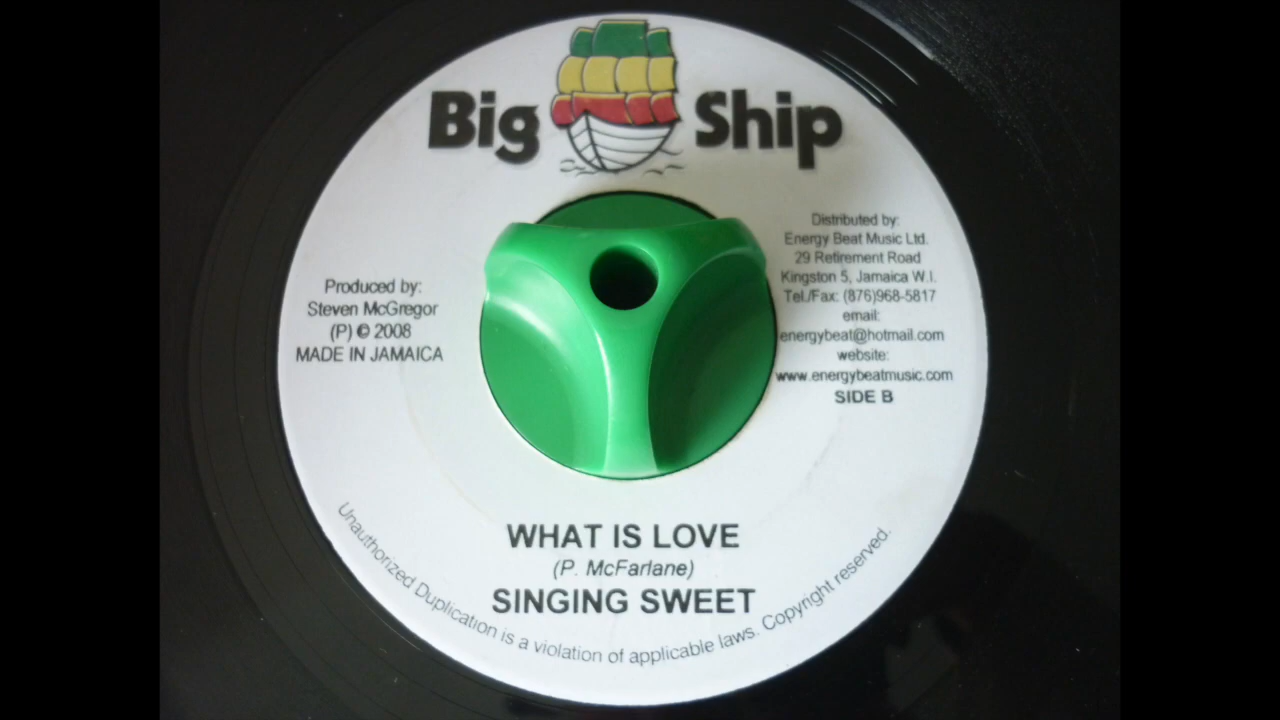 Big Ship
Distributed by:
Energy Beat Music Ltd.
29 Retirement Road
Kingston 5, Jamaica W.I.
Tel./Fax: (876)968-5817
email:
energybeat@hotmail.com
website:
www.energybeatmusic.com
SIDE B
Produced by:
Steven McGregor
(P) © 2008
MADE IN JAMAICA
WHAT IS LOVE
(P. McFarlane)
SINGING SWEET
Unauthorized Duplication is a violation of applicable laws. Copyright reserved.